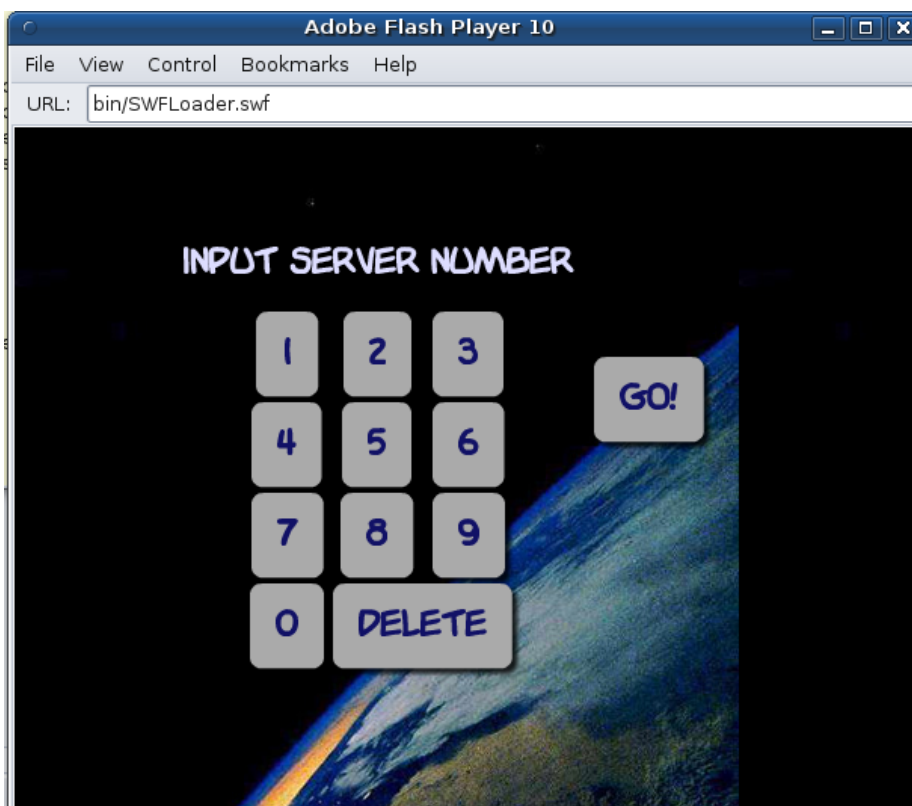 Adobe Flash Player 10
File View Control Bookmarks Help
URL: bin/SWFLoader.swf
INPUT SERVER NUMBER
1 2 3
GO!
4 5 6
7 8 9
0 DELETE